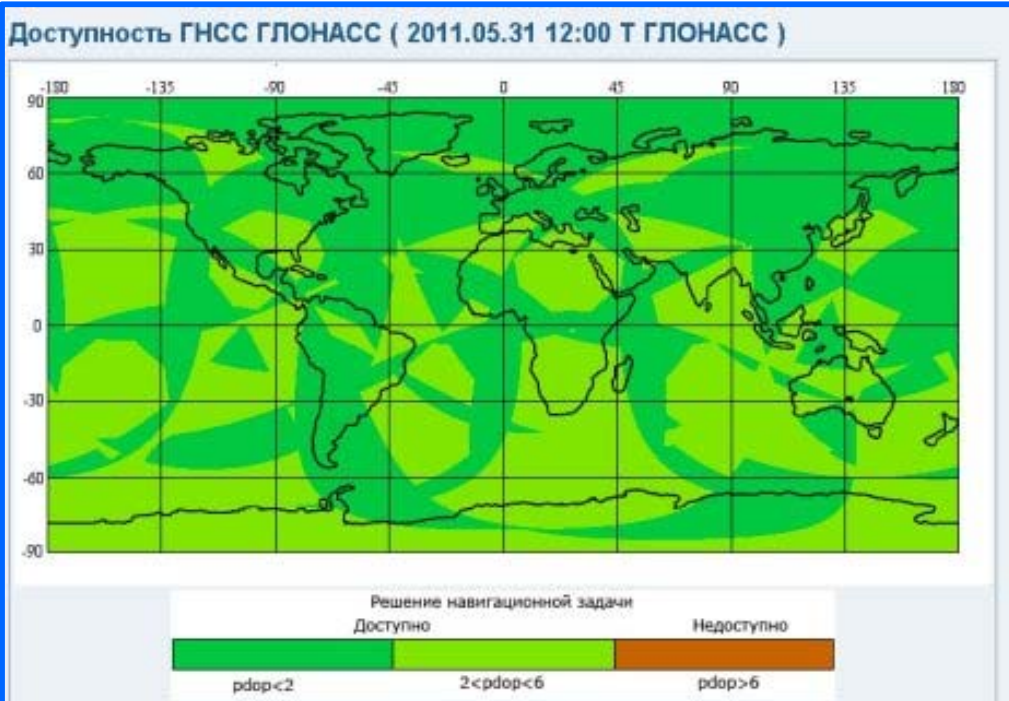 Доступность ГНСС ГЛОНАСС ( 2011.05.31 12:00 Т ГЛОНАСС )
-180 -135 -90 -45 0 45 90 135 180
90
60
30
0
-30
-60
-90
Решение навигационной задачи
Доступно Недоступно
pdop<2 2<pdop<6 pdop>6